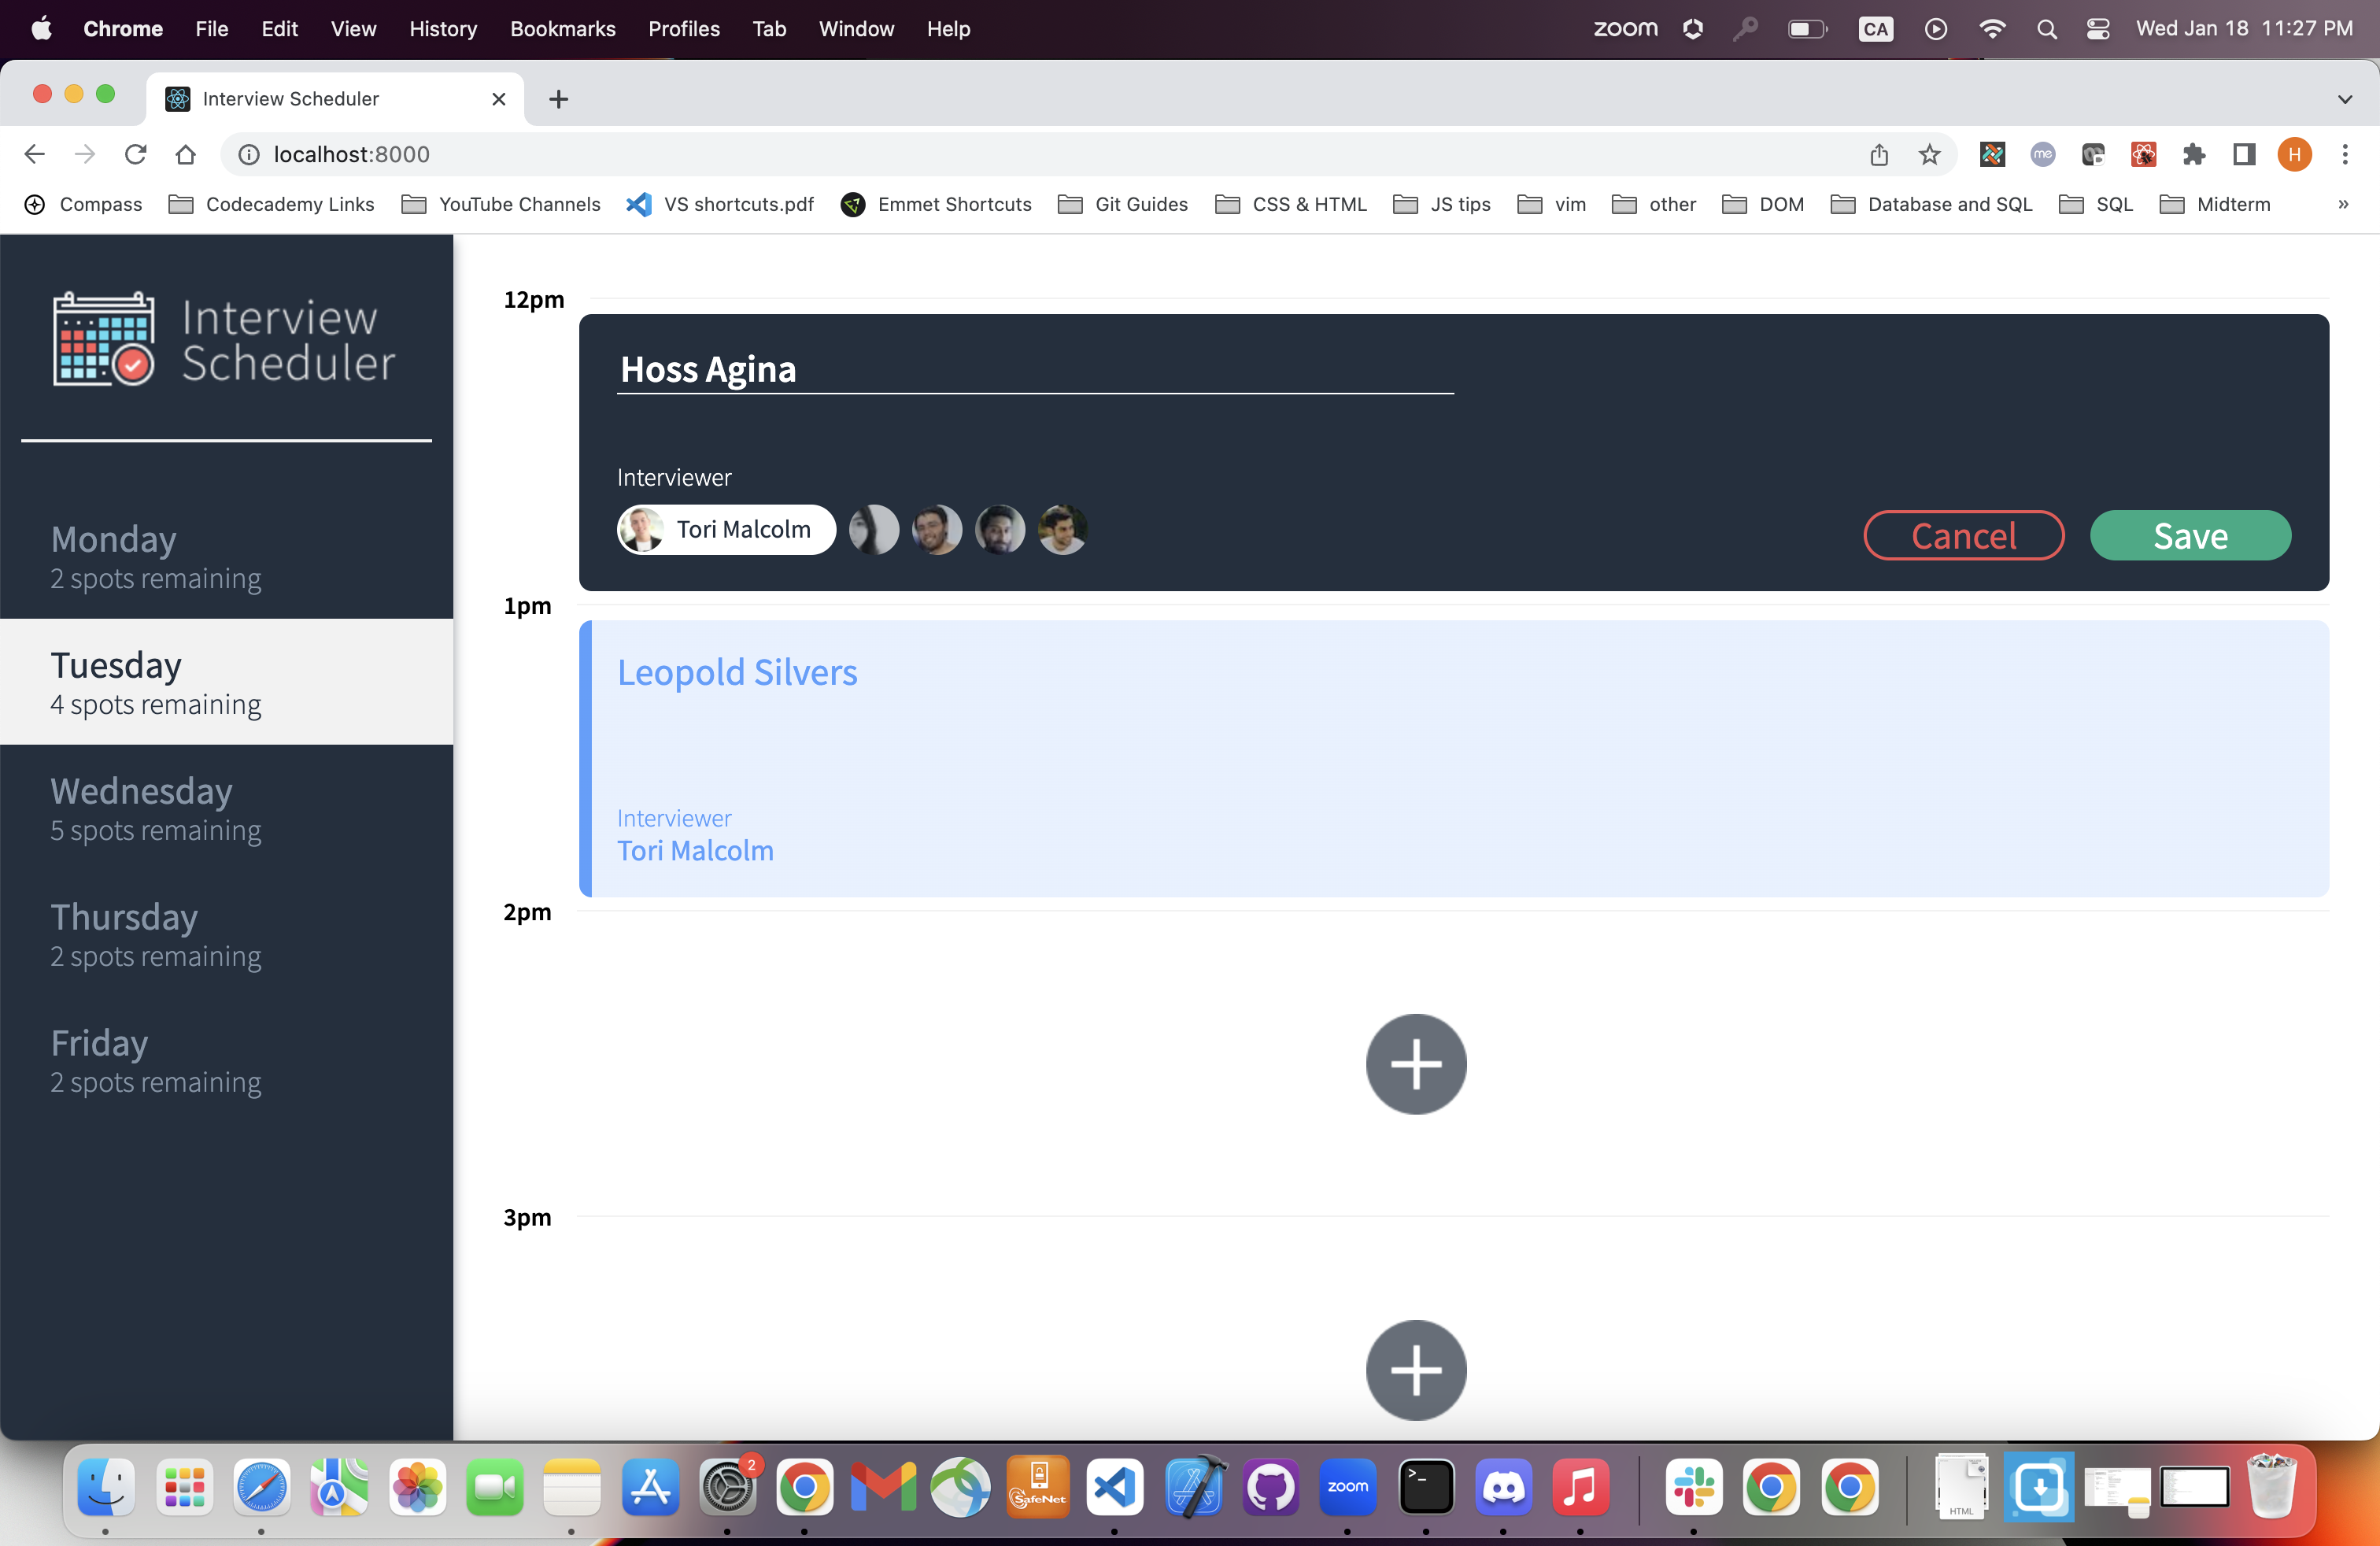 Chrome File Edit View History Bookmarks Profiles Tab Window Help zoom CA Wed Jan 18 11:27 PM
Interview Scheduler
localhost:8000 me H
Compass Codecademy Links YouTube Channels VS shortcuts.pdf Emmet Shortcuts Git Guides CSS & HTML JS tips vim other DOM Database and SQL SQL Midterm »
Interview
Scheduler
Monday
2 spots remaining
Tuesday
4 spots remaining
Wednesday
5 spots remaining
Thursday
2 spots remaining
Friday
2 spots remaining
12pm
Hoss Agina
Interviewer
Tori Malcolm
Cancel Save
1pm
Leopold Silvers
Interviewer
Tori Malcolm
2pm
3pm
2
SafeNet
zoom
>_
HTML